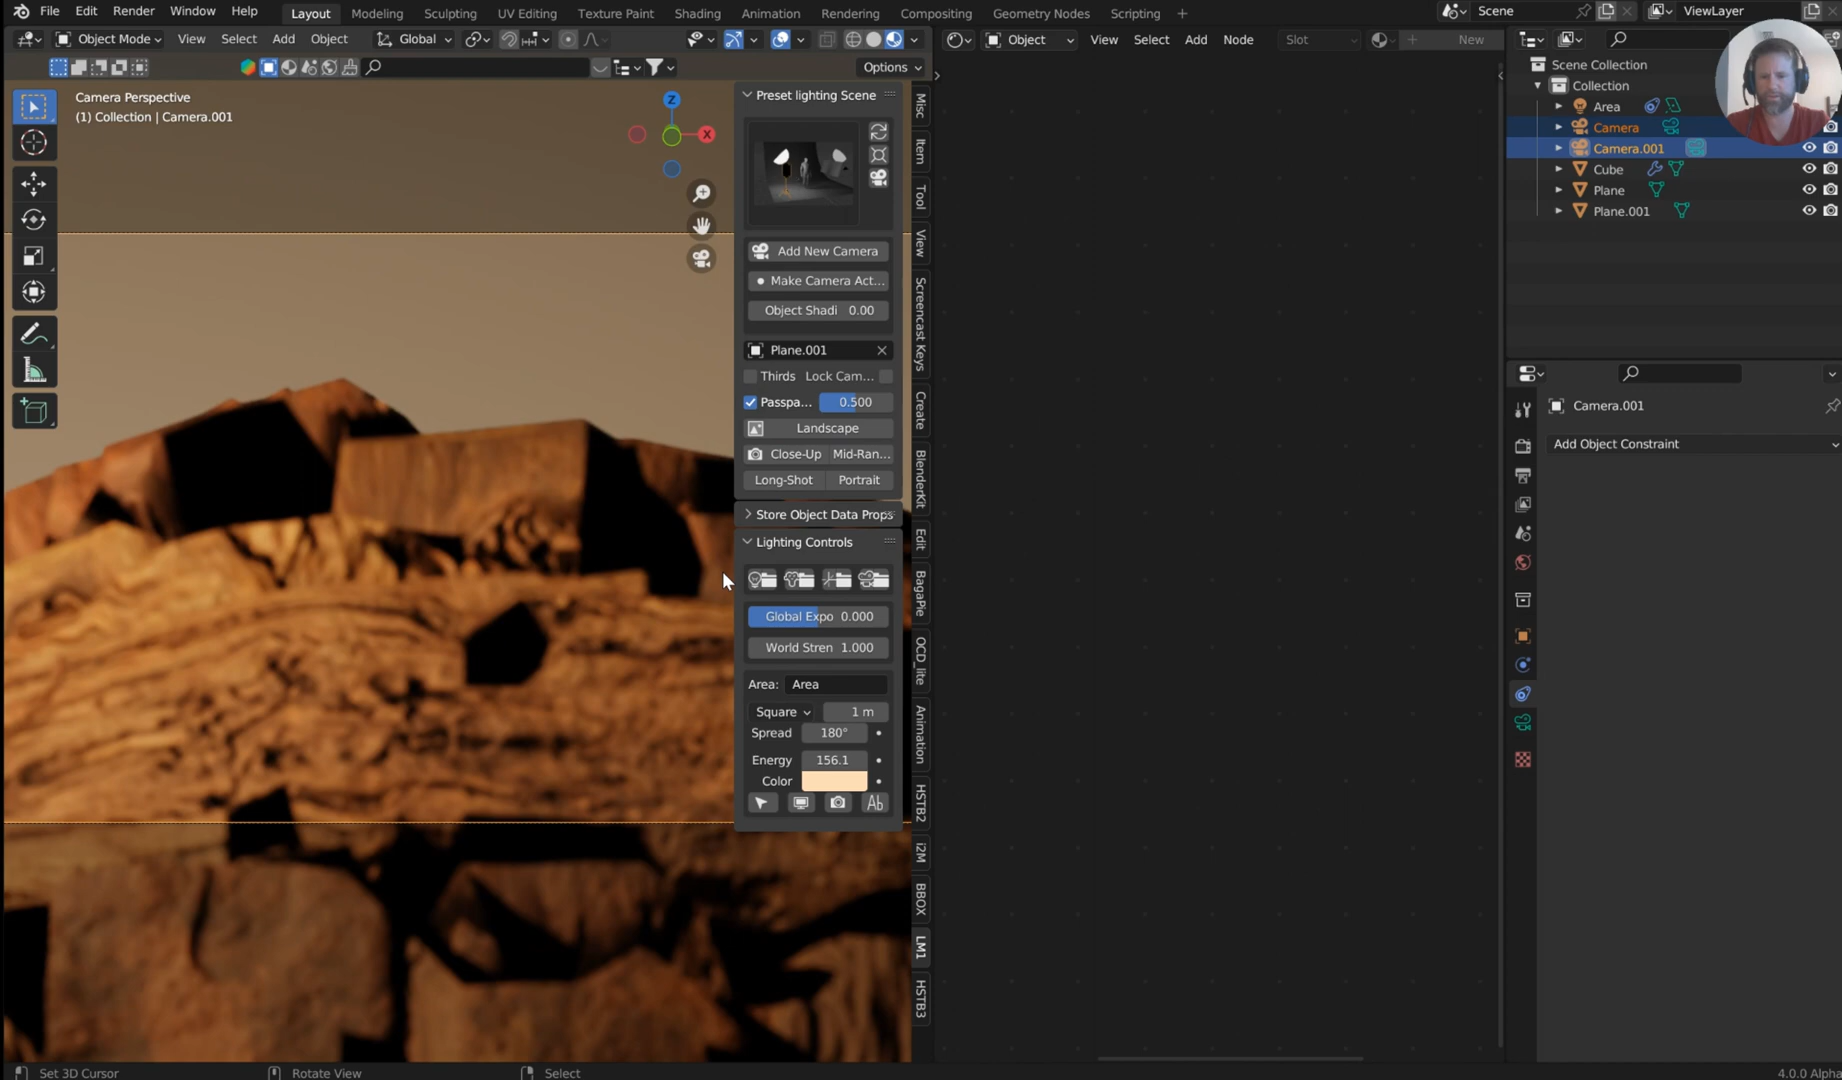 File Edit Render Window Help Layout Modeling Sculpting UV Editing Texture Paint Shading Animation Rendering Compositing Geometry Nodes Scripting + Scene ViewLayer
Object Mode View Select Add Object Global
Options
Camera Perspective
(1) Collection | Camera.001
Z
X
Preset lighting Scene
Add New Camera
Make Camera Act...
Object Shadi 0.00
Plane.001
Thirds Lock Cam...
Passpa... 0.500
Landscape
Close-Up Mid-Ran...
Long-Shot Portrait
Store Object Data Props
Lighting Controls
Global Expo 0.000
World Stren 1.000
Area: Area
Square 1 m
Spread 180°
Energy 156.1
Color
Ab
Misc
Item
Tool
View
Screencast Keys
Create
BlenderKit
Edit
BagaPie
OCD_lite
Animation
HSTB2
i2M
BBOX
LM1
HSTB3
Object View Select Add Node Slot New
Scene Collection
Collection
Area
Camera
Camera.001
Cube
Plane
Plane.001
Camera.001
Add Object Constraint
Set 3D Cursor Rotate View Select 4.0.0 Alpha